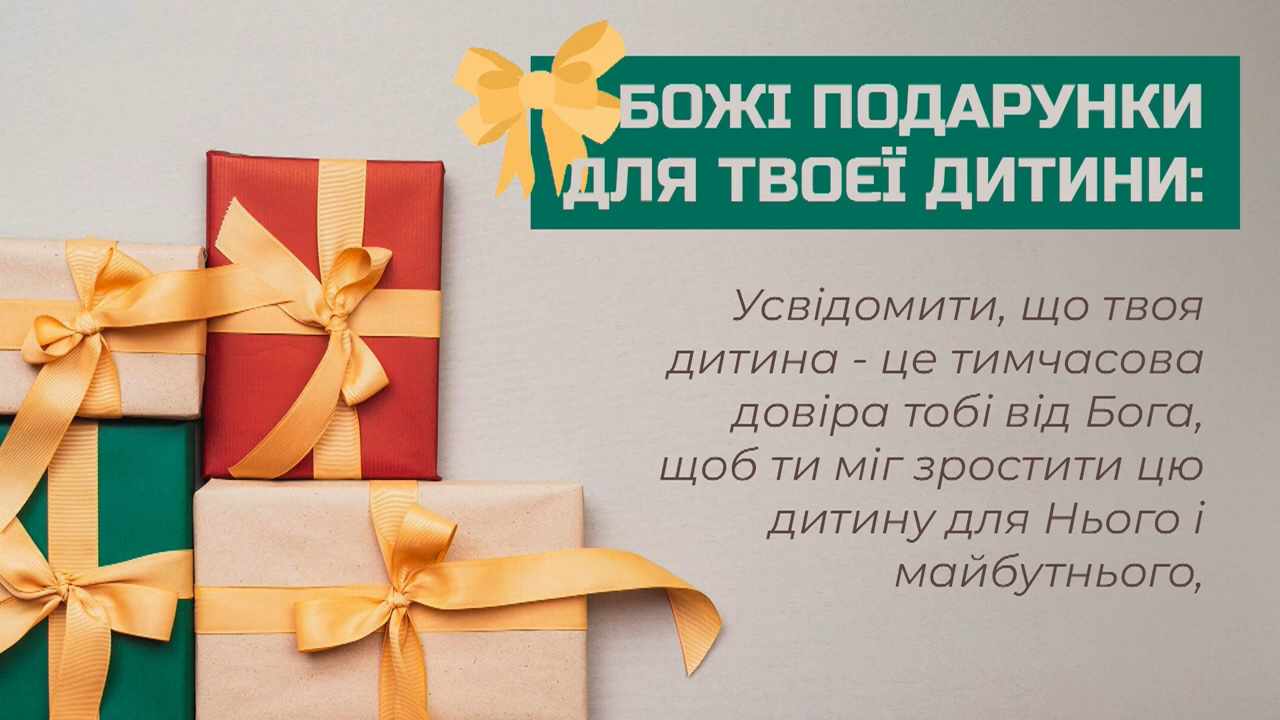 БОЖІ ПОДАРУНКИ
ДЛЯ ТВОЄЇ ДИТИНИ:
Усвідомити, що твоя
дитина - це тимчасова
довіра тобі від Бога,
щоб ти міг зростити цю
дитину для Нього і
майбутнього,